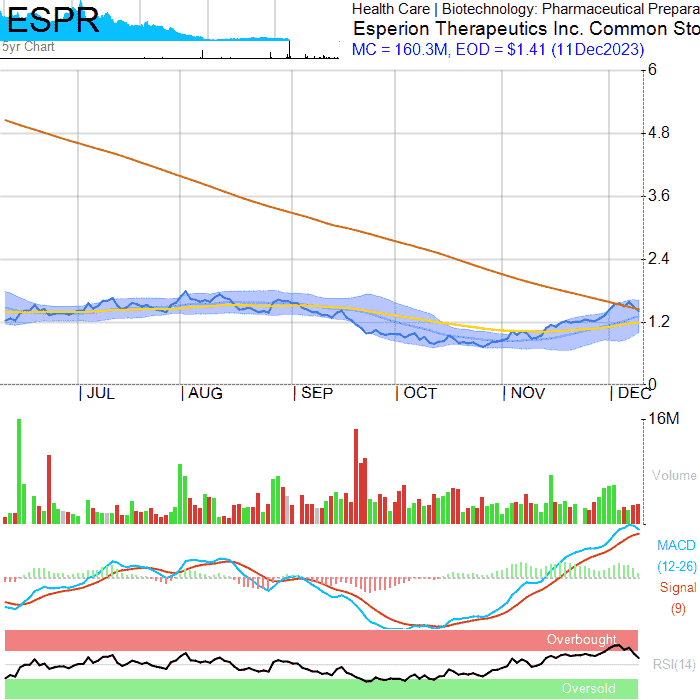 ESPR
5yr Chart
Health Care | Biotechnology: Pharmaceutical Prepara
Esperion Therapeutics Inc. Common Sto
MC = 160.3M, EOD = $1.41 (11Dec2023)
6
4.8
3.6
2.4
1.2
0
JUL AUG SEP OCT NOV DEC
16M
Volume
MACD
(12-26)
Signal
(9)
Overbought
RSI(14)
Oversold